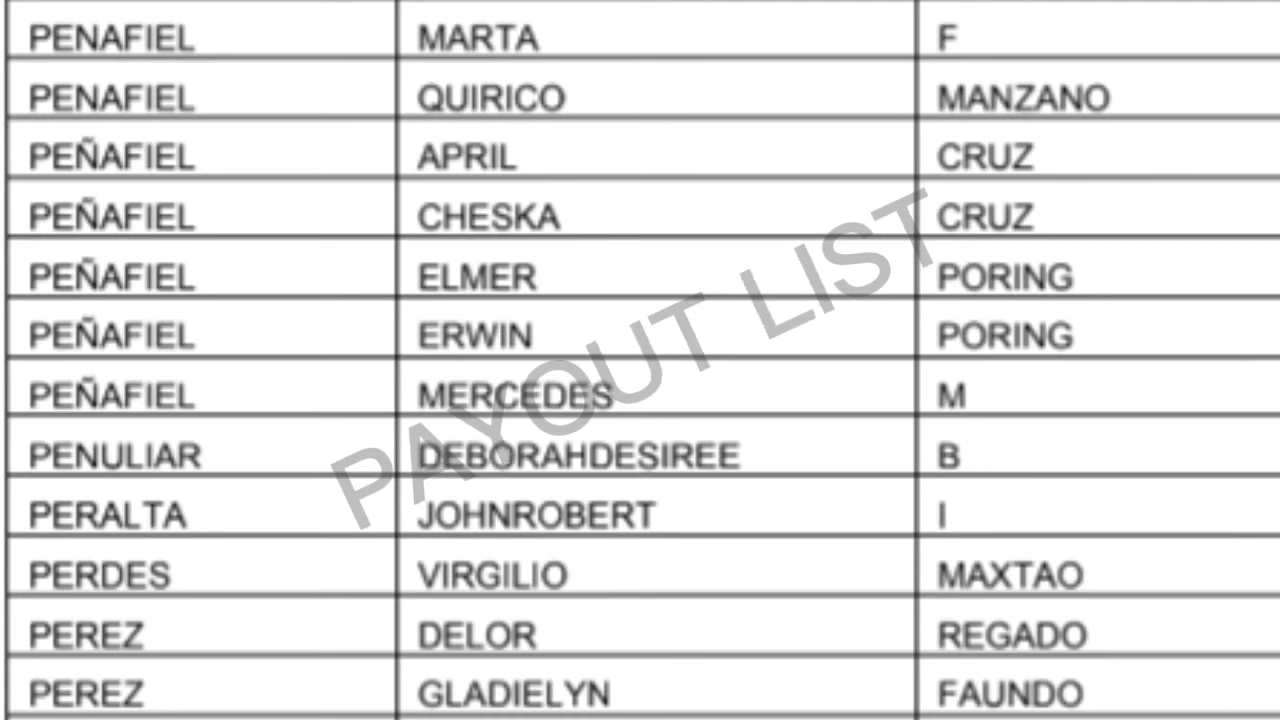 PENAFIEL MARTA F
PENAFIEL QUIRICO MANZANO
PEÑAFIEL APRIL CRUZ
PEÑAFIEL CHESKA CRUZ
PEÑAFIEL ELMER PORING
PEÑAFIEL ERWIN PORING
PEÑAFIEL MERCEDES M
PENULIAR DEBORAHDESIREE B
PERALTA JOHNROBERT I
PERDES VIRGILIO MAXTAO
PEREZ DELOR REGADO
PEREZ GLADIELYN FAUNDO
PAYOUT LIST